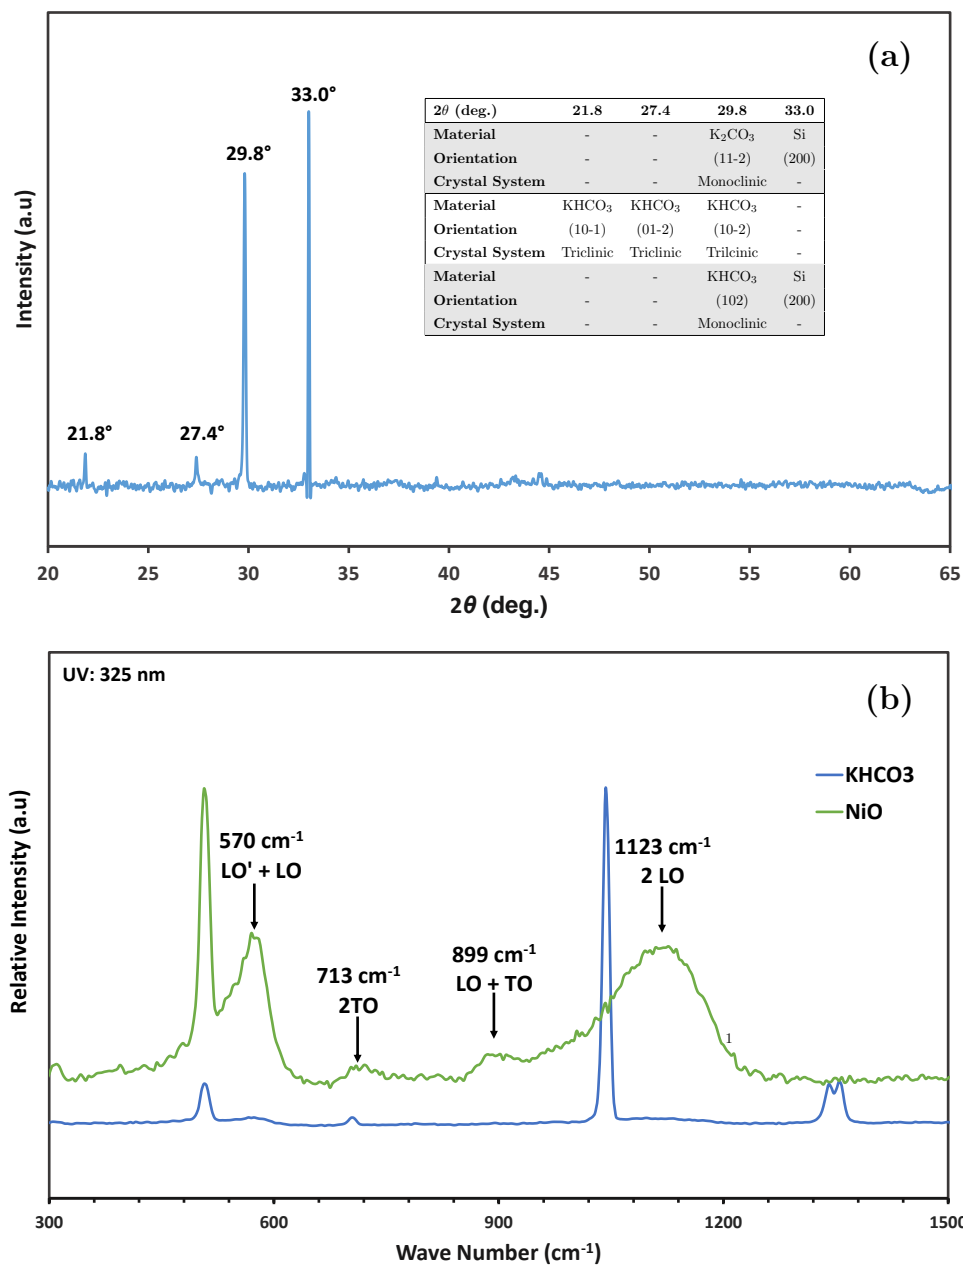 (a)
33.0°
29.8°
21.8°
27.4°
2θ (deg.) 21.8 27.4 29.8 33.0
Material - - K₂CO₃ Si
Orientation - - (11-2) (200)
Crystal System - - Monoclinic -
Material KHCO₃ KHCO₃ KHCO₃ -
Orientation (10-1) (01-2) (10-2) -
Crystal System Triclinic Triclinic Trilcinic -
Material - - KHCO₃ Si
Orientation - - (102) (200)
Crystal System - - Monoclinic -
Intensity (a.u)
20 25 30 35 40 45 50 55 60 65
2θ (deg.)
UV: 325 nm
(b)
KHCO3
NiO
570 cm⁻¹
LO' + LO
713 cm⁻¹
2TO
899 cm⁻¹
LO + TO
1123 cm⁻¹
2 LO
1
Relative Intensity (a.u)
300 600 900 1200 1500
Wave Number (cm⁻¹)